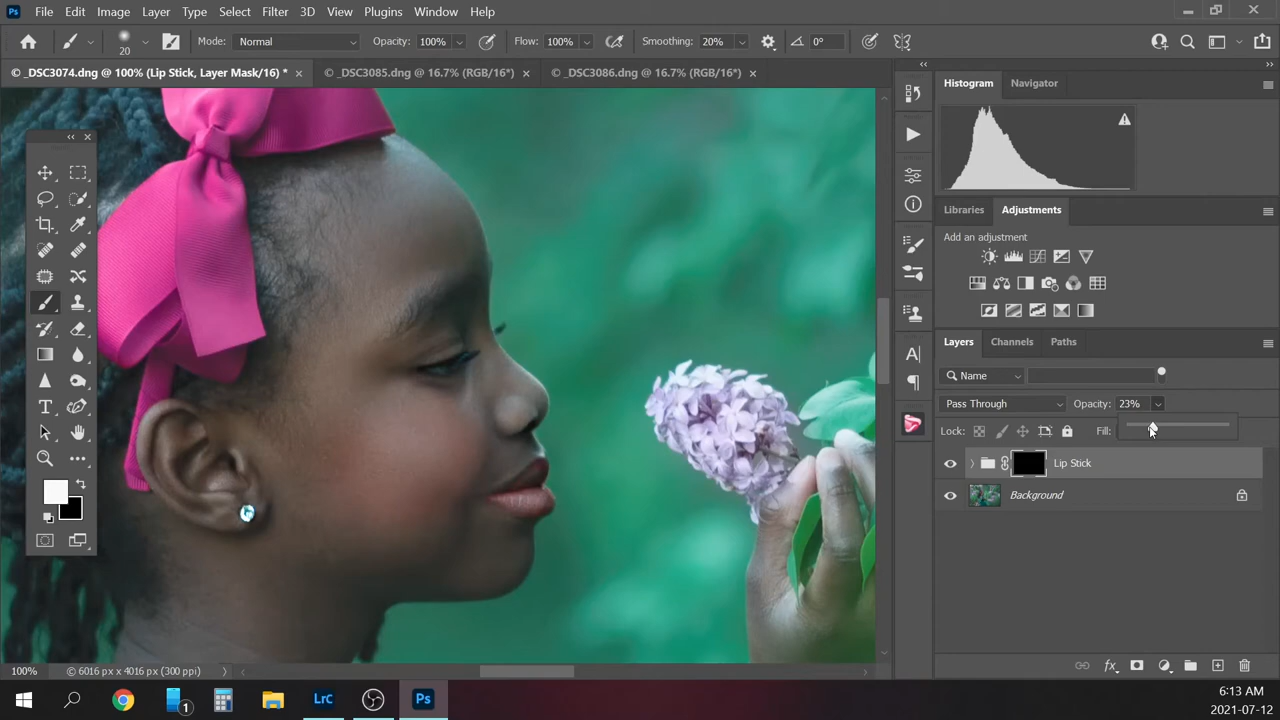 Ps File Edit Image Layer Type Select Filter 3D View Plugins Window Help
20 Mode: Normal Opacity: 100% Flow: 100% Smoothing: 20% 0°
© _DSC3074.dng @ 100% (Lip Stick, Layer Mask/16) * × © _DSC3085.dng @ 16.7% (RGB/16*) × © _DSC3086.dng @ 16.7% (RGB/16*) ×
Histogram Navigator
Libraries Adjustments
Add an adjustment
Layers Channels Paths
Name
Pass Through Opacity: 23%
Lock: Fill:
Lip Stick
Background
100% © 6016 px x 4016 px (300 ppi)
1 LrC Ps
6:13 AM
2021-07-12